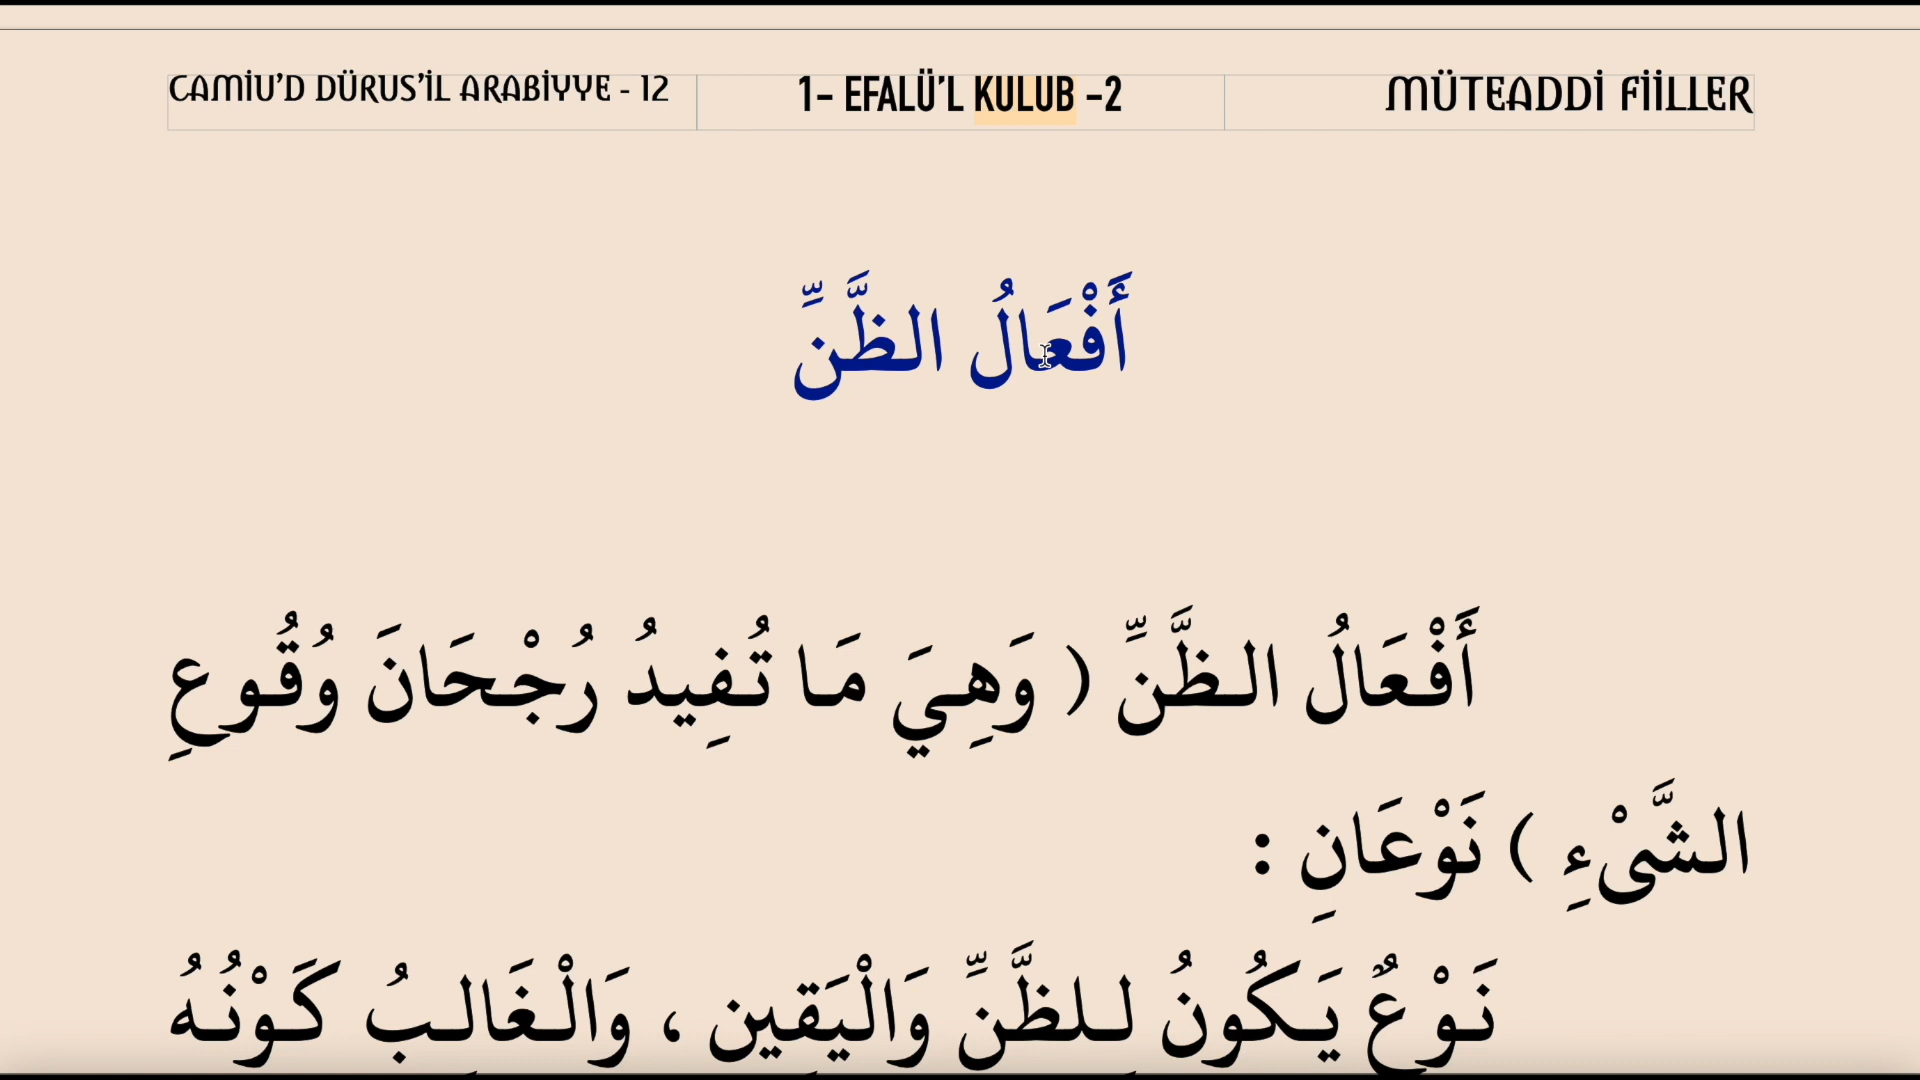 CAMİU’D DÜRUS’İL ARABİYYE - 12
1- EFALÜ’L KULUB -2
MÜTEADDİ FİİLLER
أَفْعَالُ الظَّنِّ
أَفْعَالُ الظَّنِّ ( وَهِيَ مَا تُفِيدُ رُجْحَانَ وُقُوعِ
الشَّىْءِ ) نَوْعَانِ :
نَوْعٌ يَكُونُ لِلظَّنِّ وَالْيَقِين ، وَالْغَالِبُ كَوْنُهُ